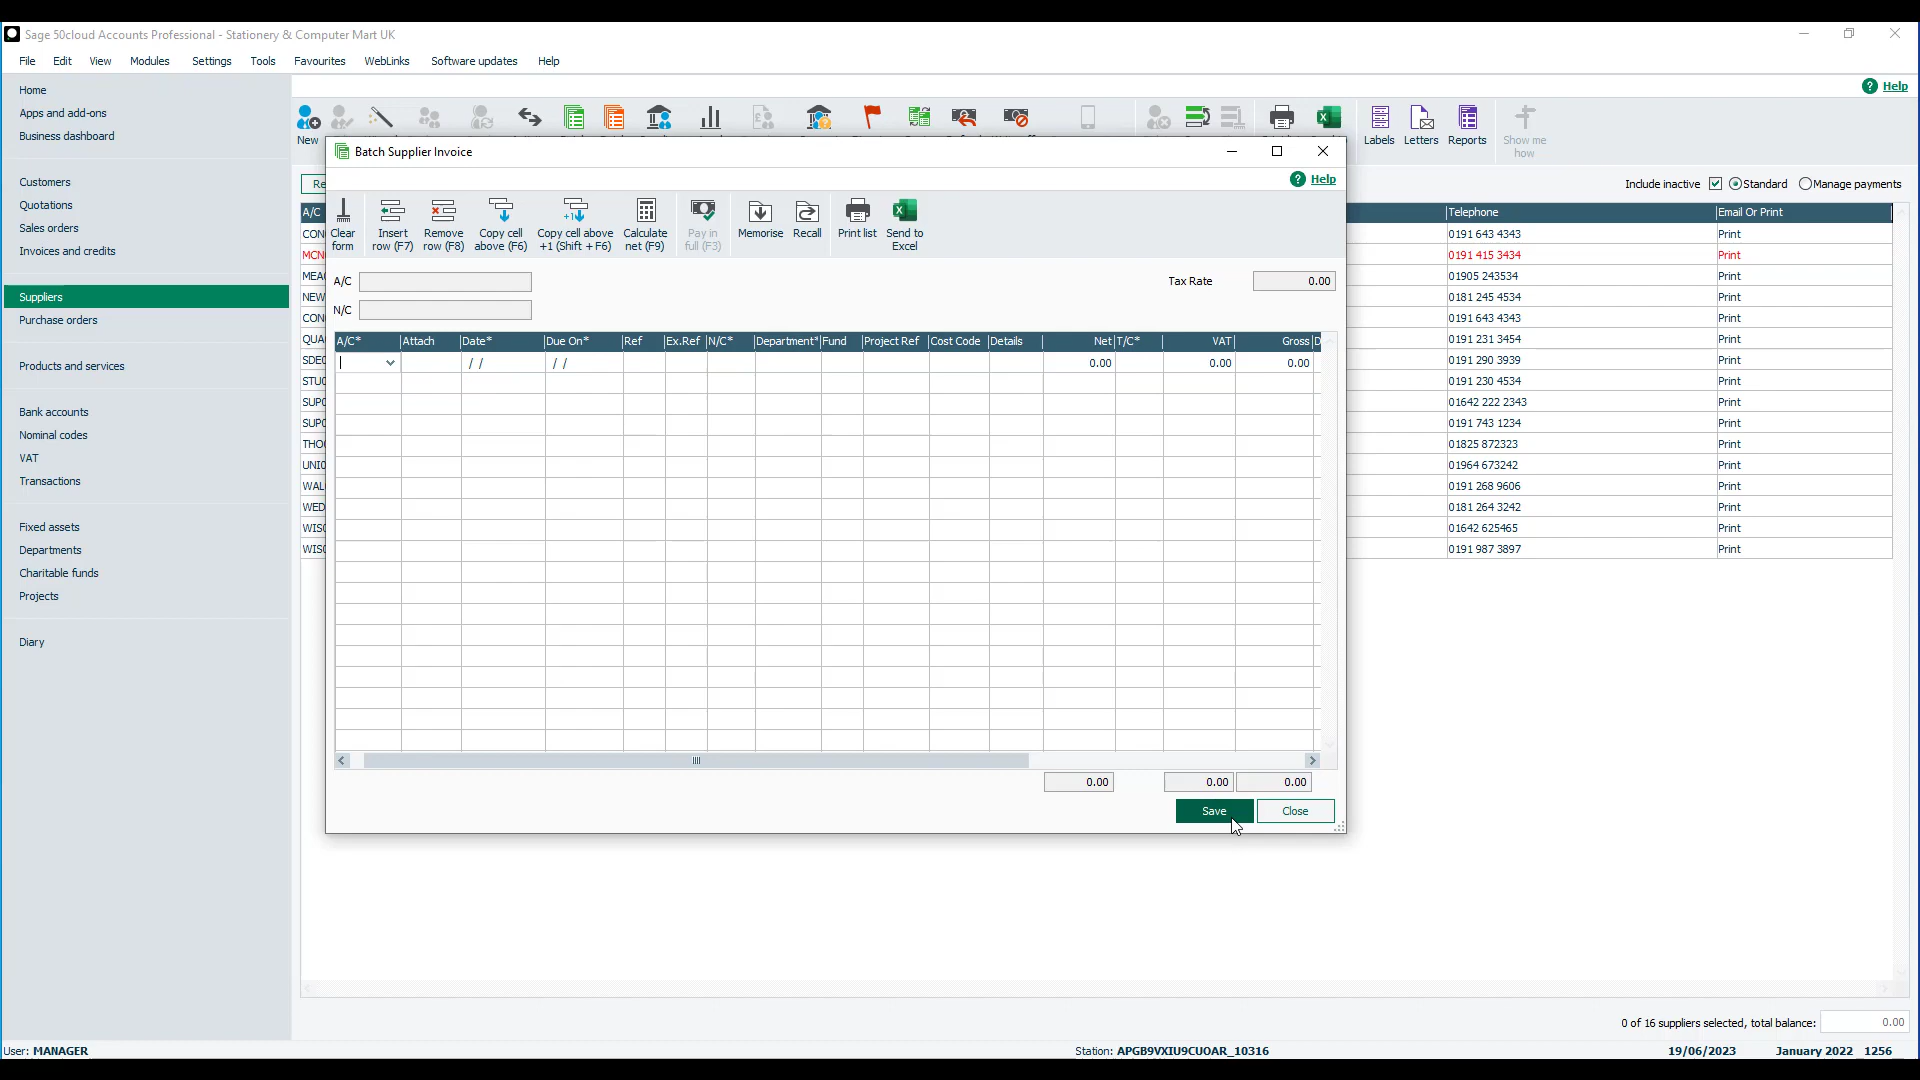 Sage 50cloud Accounts Professional - Stationery & Computer Mart UK
File Edit View Modules Settings Tools Favourites WebLinks Software updates Help
Home
Apps and add-ons
Business dashboard
Customers
Quotations
Sales orders
Invoices and credits
Suppliers
Purchase orders
Products and services
Bank accounts
Nominal codes
VAT
Transactions
Fixed assets
Departments
Charitable funds
Projects
Diary
Help
New
Labels Letters Reports Show me
how
Include inactive Standard Manage payments
A/C
CON
MCN
MEA
NEW
CON
QUA
SDE
STU
SUP
SUP
THO
UNI
WAL
WED
WIS
WIS
Batch Supplier Invoice
Help
Clear
form
Insert
row (F7)
Remove
row (F8)
Copy cell
above (F6)
Copy cell above
+1 (Shift + F6)
Calculate
net (F9)
Pay in
full (F3)
Memorise
Recall
Print list
Send to
Excel
A/C
Tax Rate 0.00
N/C
A/C* Attach Date* Due On* Ref Ex.Ref N/C* Department* Fund Project Ref Cost Code Details Net T/C* VAT Gross D
/ / / / 0.00 0.00 0.00
0.00 0.00 0.00
Save Close
Telephone Email Or Print
0191 643 4343 Print
0191 415 3434 Print
01905 243534 Print
0181 245 4534 Print
0191 643 4343 Print
0191 231 3454 Print
0191 290 3939 Print
0191 230 4534 Print
01642 222 2343 Print
0191 743 1234 Print
01825 872323 Print
01964 673242 Print
0191 268 9606 Print
0181 264 3242 Print
01642 625465 Print
0191 987 3897 Print
0 of 16 suppliers selected, total balance: 0.00
User: MANAGER
Station: APGB9VXIU9CUOAR_10316
19/06/2023 January 2022 1256